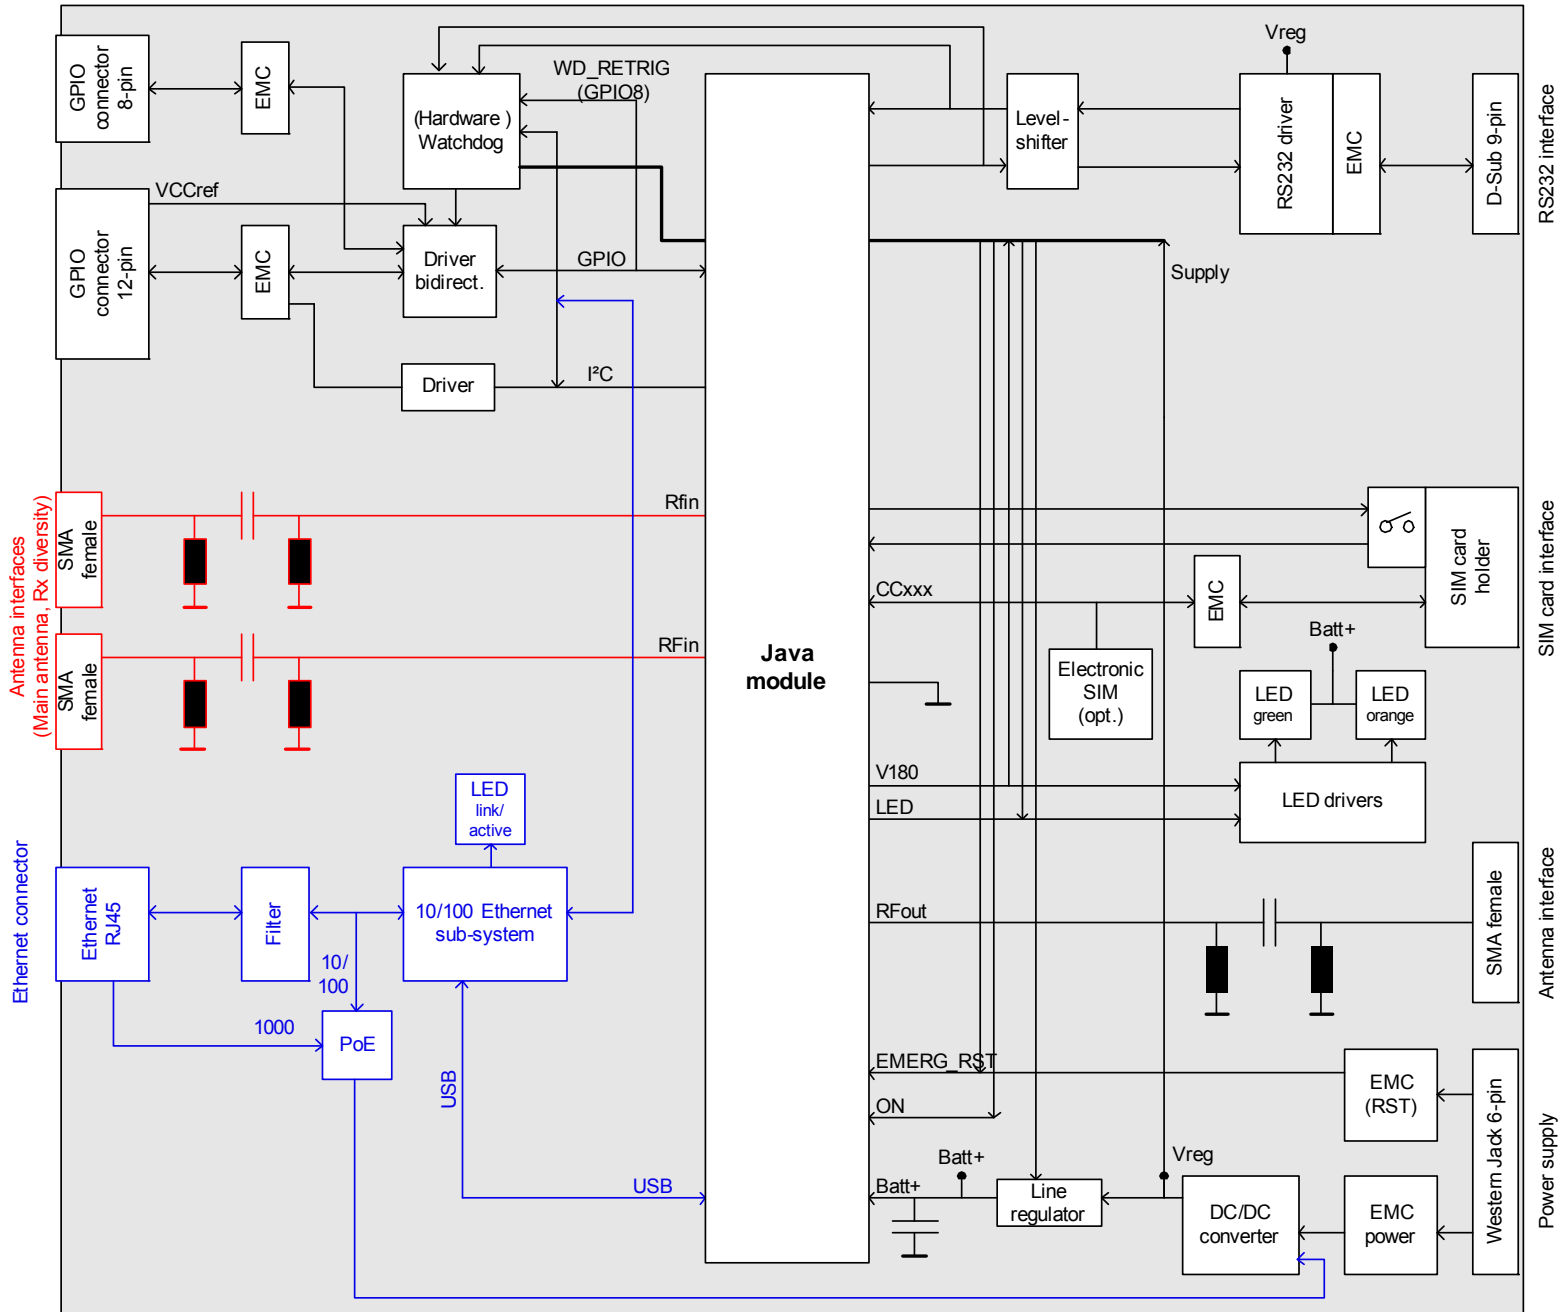 GPIO
connector
8-pin
EMC
(Hardware )
Watchdog
WD_RETRIG
(GPIO8)
Level-
shifter
Vreg
RS232 driver
EMC
D-Sub 9-pin
RS232 interface
VCCref
GPIO
connector
12-pin
EMC
Driver
bidirect.
GPIO
Supply
Driver
I²C
Antenna interfaces
(Main antenna, Rx diversity)
SMA
female
Rfin
SMA
female
RFin
Java
module
CCxxx
EMC
SIM card
holder
SIM card interface
Electronic
SIM
(opt.)
Batt+
LED
green
LED
orange
V180
LED
LED drivers
LED
link/
active
Ethernet connector
Ethernet
RJ45
Filter
10/100 Ethernet
sub-system
10/
100
1000
PoE
USB
USB
RFout
SMA female
Antenna interface
EMERG_RST
EMC
(RST)
ON
Batt+
Batt+
Line
regulator
Vreg
DC/DC
converter
EMC
power
Western Jack 6-pin
Power supply